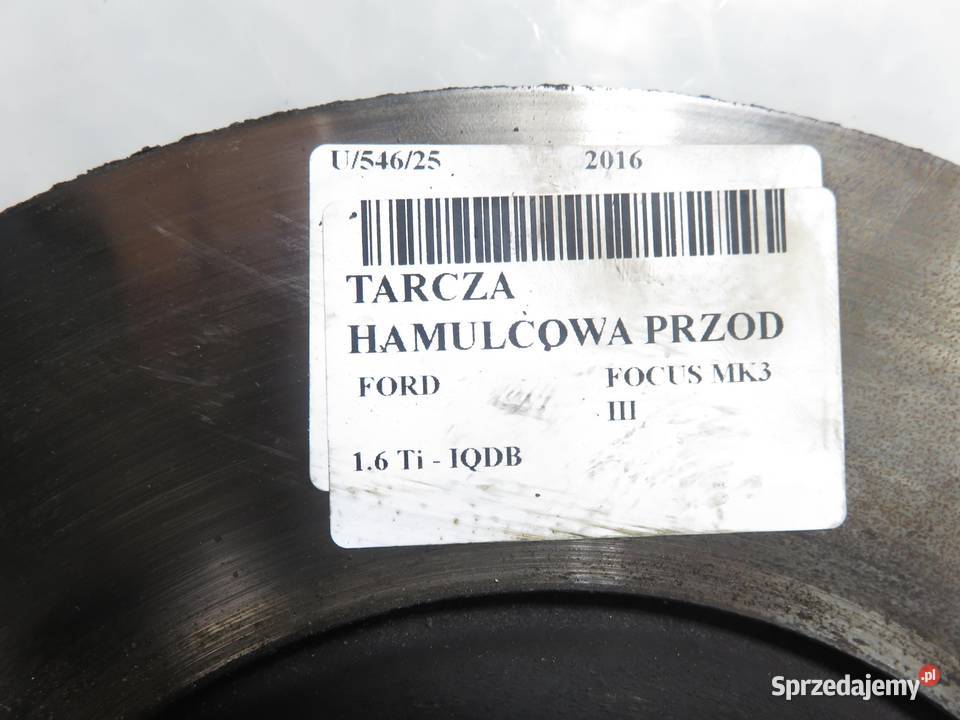 U/546/25 2016
TARCZA
HAMULCOWA PRZOD
FORD FOCUS MK3
III
1.6 Ti - IQDB
Sprzedajemy.pl